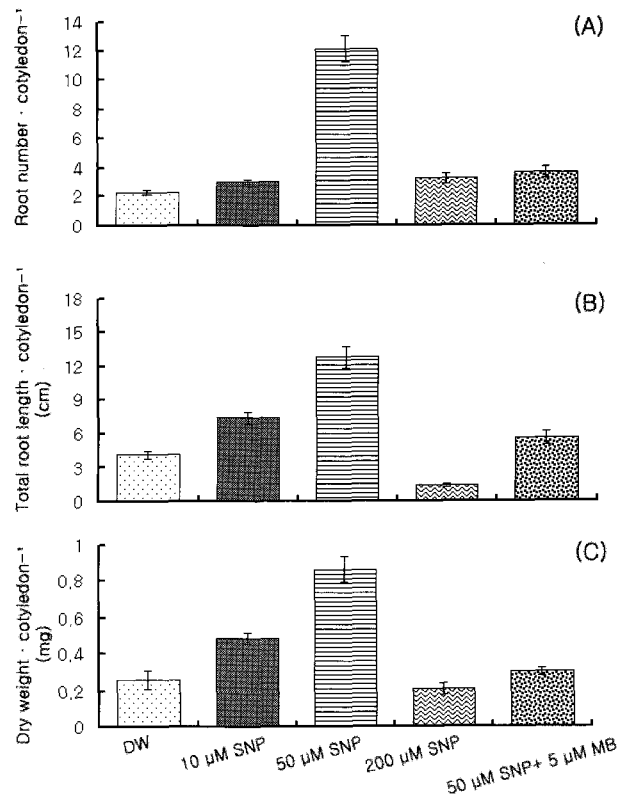 (A)
Root number · cotyledon⁻¹
14
12
10
8
6
4
2
0
(B)
Total root length · cotyledon⁻¹
(cm)
18
15
12
9
6
3
0
(C)
Dry weight · cotyledon⁻¹
(mg)
1
0,8
0,6
0,4
0,2
0
DW
10 µM SNP
50 µM SNP
200 µM SNP
50 µM SNP+ 5 µM MB